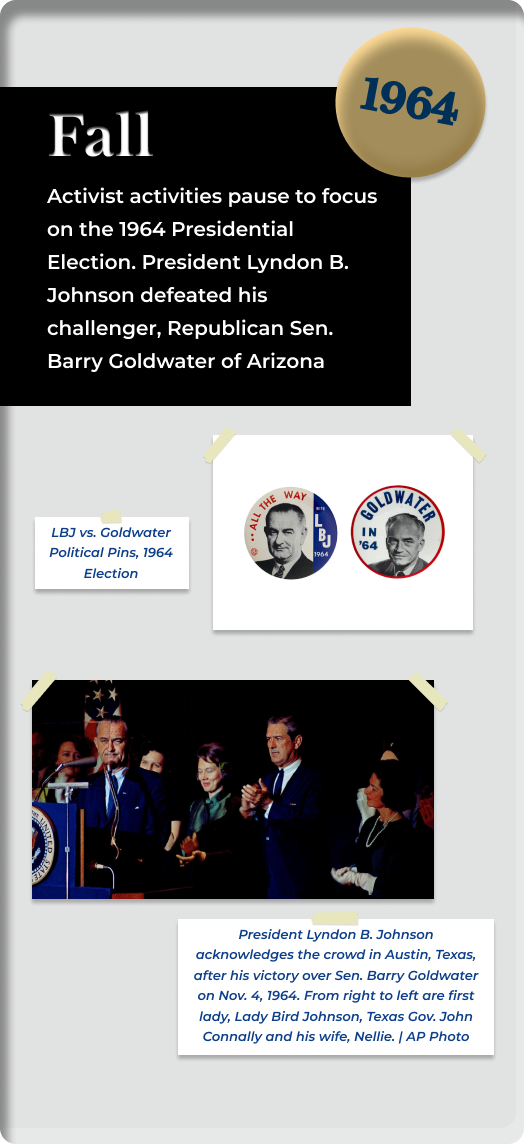 1964
Fall
Activist activities pause to focus
on the 1964 Presidential
Election. President Lyndon B.
Johnson defeated his
challenger, Republican Sen.
Barry Goldwater of Arizona
LBJ vs. Goldwater
Political Pins, 1964
Election
ALL THE WAY
WITH
LBJ
1964
GOLDWATER
IN
'64
UNITED STATES
President Lyndon B. Johnson
acknowledges the crowd in Austin, Texas,
after his victory over Sen. Barry Goldwater
on Nov. 4, 1964. From right to left are first
lady, Lady Bird Johnson, Texas Gov. John
Connally and his wife, Nellie. | AP Photo